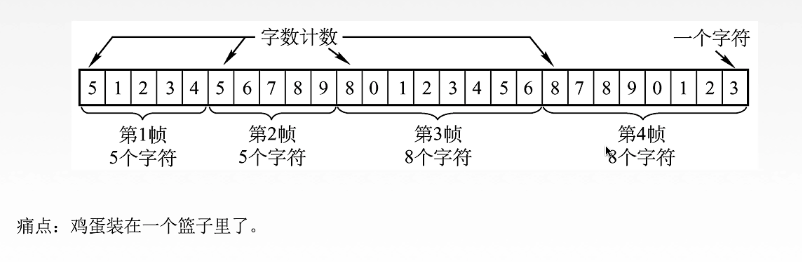 字数计数
一个字符
5 1 2 3 4 5 6 7 8 9 8 0 1 2 3 4 5 6 8 7 8 9 0 1 2 3
第1帧 第2帧 第3帧 第4帧
5个字符 5个字符 8个字符 8个字符
痛点：鸡蛋装在一个篮子里了。